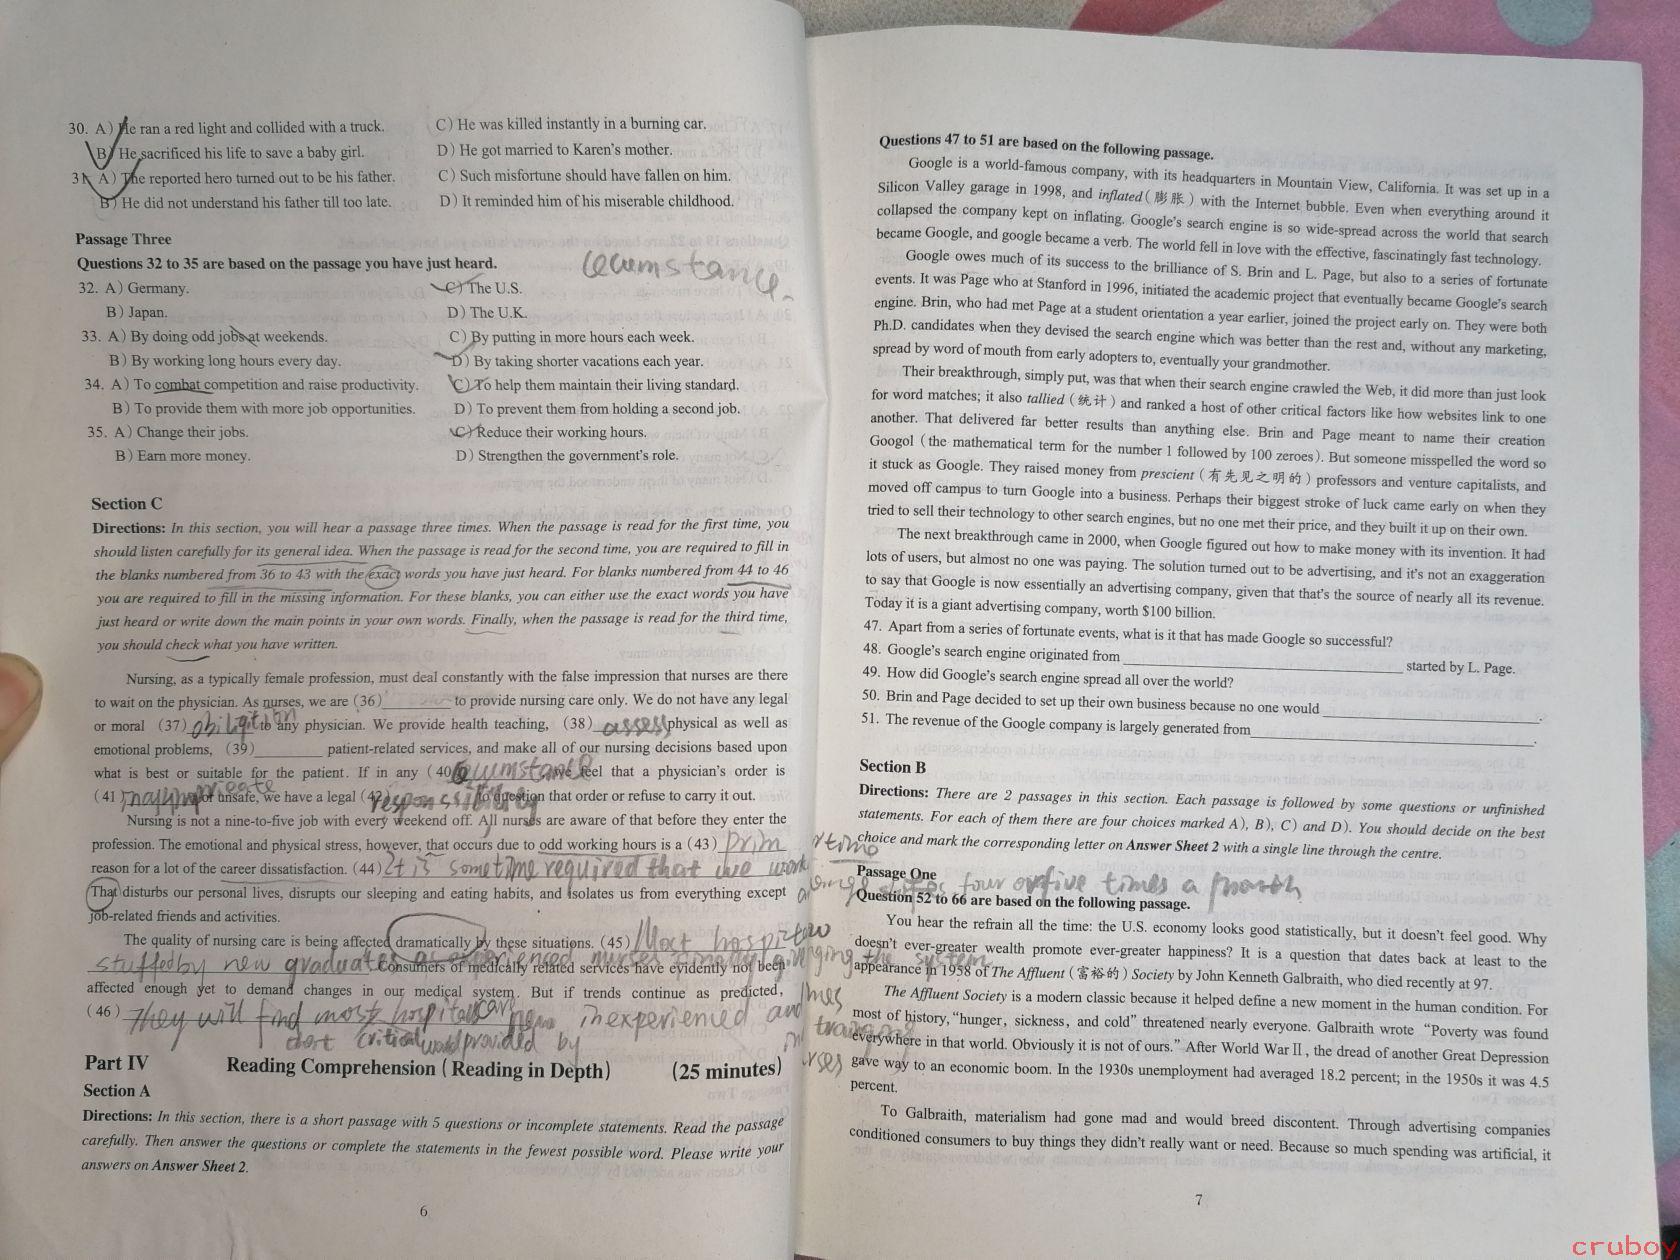 30. A) He ran a red light and collided with a truck. C) He was killed instantly in a burning car.
B) He sacrificed his life to save a baby girl. D) He got married to Karen's mother.
31. A) The reported hero turned out to be his father. C) Such misfortune should have fallen on him.
B) He did not understand his father till too late. D) It reminded him of his miserable childhood.
Passage Three
Questions 32 to 35 are based on the passage you have just heard.
32. A) Germany. C) The U.S.
B) Japan. D) The U.K.
33. A) By doing odd jobs at weekends. C) By putting in more hours each week.
B) By working long hours every day. D) By taking shorter vacations each year.
34. A) To combat competition and raise productivity. C) To help them maintain their living standard.
B) To provide them with more job opportunities. D) To prevent them from holding a second job.
35. A) Change their jobs. C) Reduce their working hours.
B) Earn more money. D) Strengthen the government's role.
Section C
Directions: In this section, you will hear a passage three times. When the passage is read for the first time, you
should listen carefully for its general idea. When the passage is read for the second time, you are required to fill in
the blanks numbered from 36 to 43 with the exact words you have just heard. For blanks numbered from 44 to 46
you are required to fill in the missing information. For these blanks, you can either use the exact words you have
just heard or write down the main points in your own words. Finally, when the passage is read for the third time,
you should check what you have written.
Nursing, as a typically female profession, must deal constantly with the false impression that nurses are there
to wait on the physician. As nurses, we are (36) to provide nursing care only. We do not have any legal
or moral (37) to any physician. We provide health teaching, (38) assess physical as well as
emotional problems, (39) patient-related services, and make all of our nursing decisions based upon
what is best or suitable for the patient. If in any (40) we feel that a physician's order is
(41) or unsafe, we have a legal (42) responsibility to question that order or refuse to carry it out.
Nursing is not a nine-to-five job with every weekend off. All nurses are aware of that before they enter the
profession. The emotional and physical stress, however, that occurs due to odd working hours is a (43) prim
reason for a lot of the career dissatisfaction. (44) It is sometime required that we work
That disturbs our personal lives, disrupts our sleeping and eating habits, and isolates us from everything except
four or five times a month
job-related friends and activities.
The quality of nursing care is being affected dramatically by these situations. (45) Most hospitals
stuffed by new graduates as experienced nurses finally giving the system
Consumers of medically related services have evidently not been
affected enough yet to demand changes in our medical system. But if trends continue as predicted,
(46) They will find most hospital care inexperienced and
critical provided by
Part IV Reading Comprehension (Reading in Depth) (25 minutes)
Section A
Directions: In this section, there is a short passage with 5 questions or incomplete statements. Read the passage
carefully. Then answer the questions or complete the statements in the fewest possible word. Please write your
answers on Answer Sheet 2.
6
Questions 47 to 51 are based on the following passage.
Google is a world-famous company, with its headquarters in Mountain View, California. It was set up in a
Silicon Valley garage in 1998, and inflated (膨胀) with the Internet bubble. Even when everything around it
collapsed the company kept on inflating. Google's search engine is so wide-spread across the world that search
became Google, and google became a verb. The world fell in love with the effective, fascinatingly fast technology.
Google owes much of its success to the brilliance of S. Brin and L. Page, but also to a series of fortunate
events. It was Page who at Stanford in 1996, initiated the academic project that eventually became Google's search
engine. Brin, who had met Page at a student orientation a year earlier, joined the project early on. They were both
Ph.D. candidates when they devised the search engine which was better than the rest and, without any marketing,
spread by word of mouth from early adopters to, eventually your grandmother.
Their breakthrough, simply put, was that when their search engine crawled the Web, it did more than just look
for word matches; it also tallied (统计) and ranked a host of other critical factors like how websites link to one
another. That delivered far better results than anything else. Brin and Page meant to name their creation
Googol (the mathematical term for the number 1 followed by 100 zeroes). But someone misspelled the word so
it stuck as Google. They raised money from prescient (有先见之明的) professors and venture capitalists, and
moved off campus to turn Google into a business. Perhaps their biggest stroke of luck came early on when they
tried to sell their technology to other search engines, but no one met their price, and they built it up on their own.
The next breakthrough came in 2000, when Google figured out how to make money with its invention. It had
lots of users, but almost no one was paying. The solution turned out to be advertising, and it's not an exaggeration
to say that Google is now essentially an advertising company, given that that's the source of nearly all its revenue.
Today it is a giant advertising company, worth $100 billion.
47. Apart from a series of fortunate events, what is it that has made Google so successful?
48. Google's search engine originated from started by L. Page.
49. How did Google's search engine spread all over the world?
50. Brin and Page decided to set up their own business because no one would .
51. The revenue of the Google company is largely generated from .
Section B
Directions: There are 2 passages in this section. Each passage is followed by some questions or unfinished
statements. For each of them there are four choices marked A), B), C) and D). You should decide on the best
choice and mark the corresponding letter on Answer Sheet 2 with a single line through the centre.
Passage One
Question 52 to 66 are based on the following passage.
You hear the refrain all the time: the U.S. economy looks good statistically, but it doesn't feel good. Why
doesn't ever-greater wealth promote ever-greater happiness? It is a question that dates back at least to the
appearance in 1958 of The Affluent (富裕的) Society by John Kenneth Galbraith, who died recently at 97.
The Affluent Society is a modern classic because it helped define a new moment in the human condition. For
most of history, "hunger, sickness, and cold" threatened nearly everyone. Galbraith wrote "Poverty was found
everywhere in that world. Obviously it is not of ours." After World War II, the dread of another Great Depression
gave way to an economic boom. In the 1930s unemployment had averaged 18.2 percent; in the 1950s it was 4.5
percent.
To Galbraith, materialism had gone mad and would breed discontent. Through advertising companies
conditioned consumers to buy things they didn't really want or need. Because so much spending was artificial, it
7
cruboy